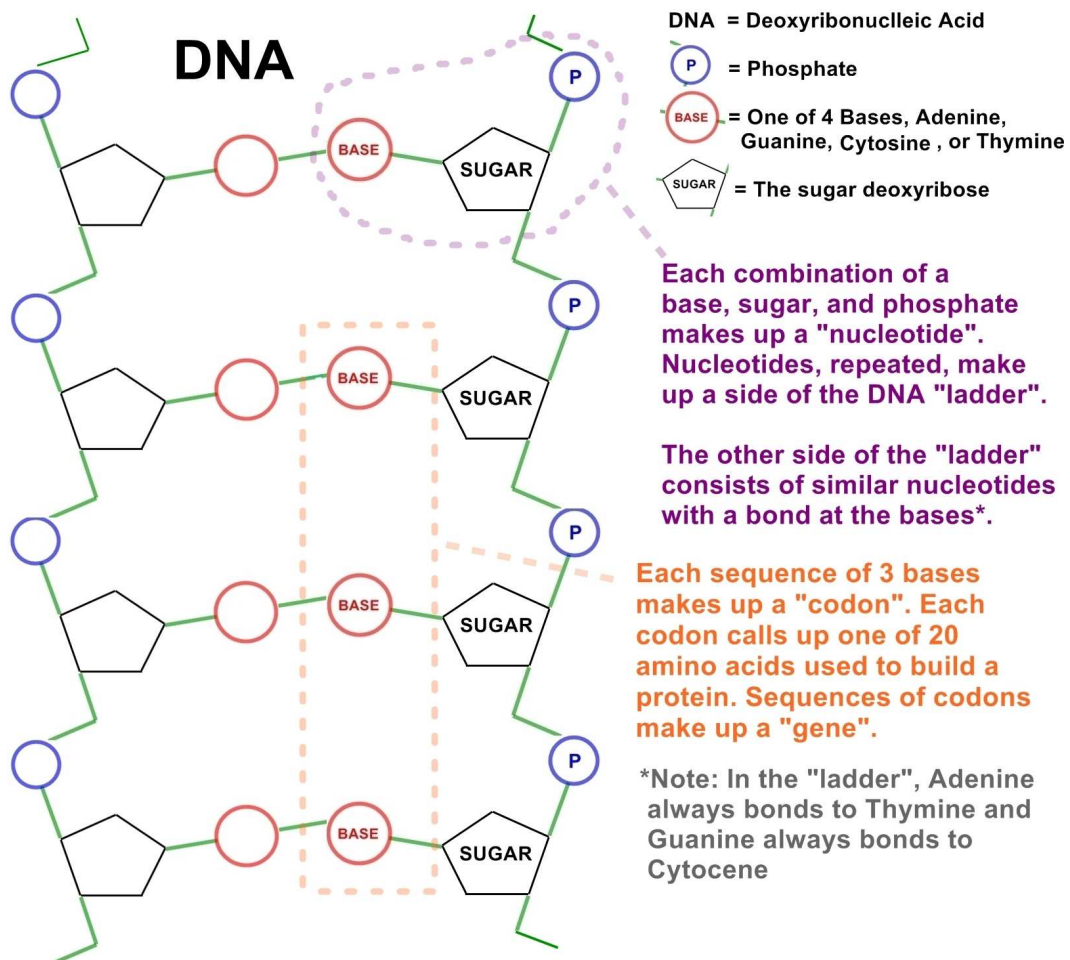 DNA
DNA = Deoxyribonuclleic Acid
P = Phosphate
BASE = One of 4 Bases, Adenine,
Guanine, Cytosine , or Thymine
SUGAR = The sugar deoxyribose
P
BASE
SUGAR
Each combination of a
base, sugar, and phosphate
makes up a "nucleotide".
Nucleotides, repeated, make
up a side of the DNA "ladder".
The other side of the "ladder"
consists of similar nucleotides
with a bond at the bases*.
P
BASE
SUGAR
Each sequence of 3 bases
makes up a "codon". Each
codon calls up one of 20
amino acids used to build a
protein. Sequences of codons
make up a "gene".
P
BASE
SUGAR
*Note: In the "ladder", Adenine
always bonds to Thymine and
Guanine always bonds to
Cytocene
P
BASE
SUGAR